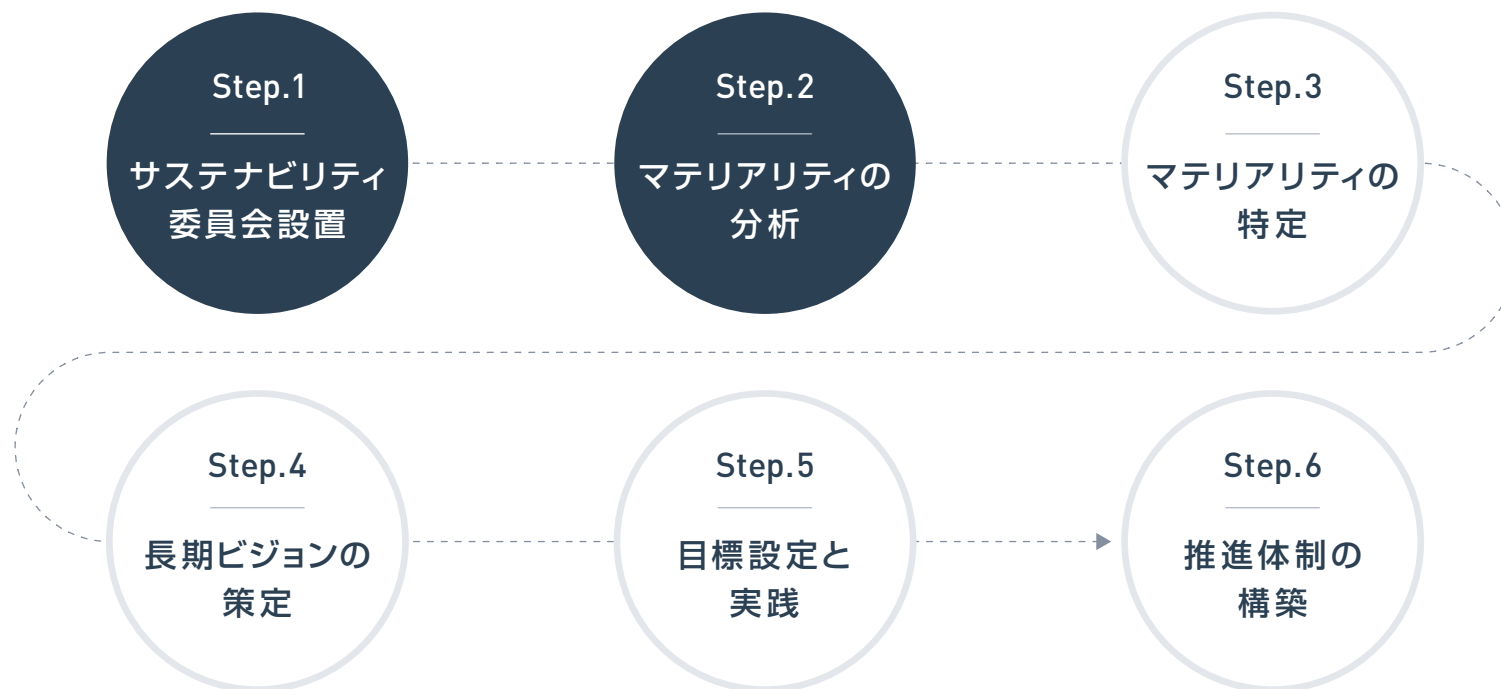 Step.1
サステナビリティ
委員会設置
Step.2
マテリアリティの
分析
Step.3
マテリアリティの
特定
Step.4
長期ビジョンの
策定
Step.5
目標設定と
実践
Step.6
推進体制の
構築